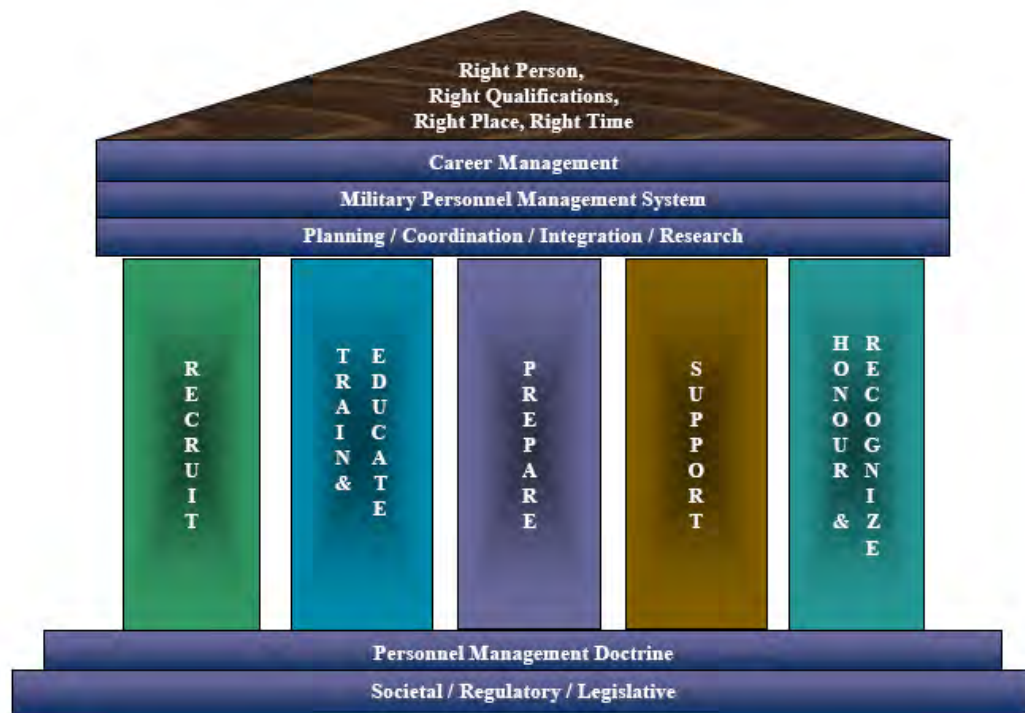 Right Person,
Right Qualifications,
Right Place, Right Time
Career Management
Military Personnel Management System
Planning / Coordination / Integration / Research
RECRUIT
TRAIN&
EDUCATE
PREPARE
SUPPORT
HONOUR &
RECOGNIZE
Personnel Management Doctrine
Societal / Regulatory / Legislative